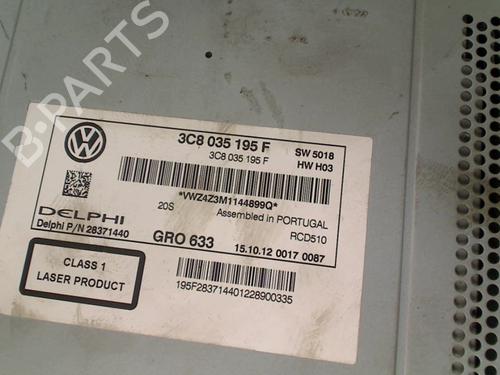 B-PARTS
3C8 035 195 F
SW 5018
3C8 035 195 F
HW H03
*VWZ4Z3M1144899Q*
20S
Assembled in PORTUGAL
DELPHI
RCD510
Delphi P/N 28371440
GRO 633
15.10.12 0017 0087
CLASS 1
LASER PRODUCT
195F283714401228900335